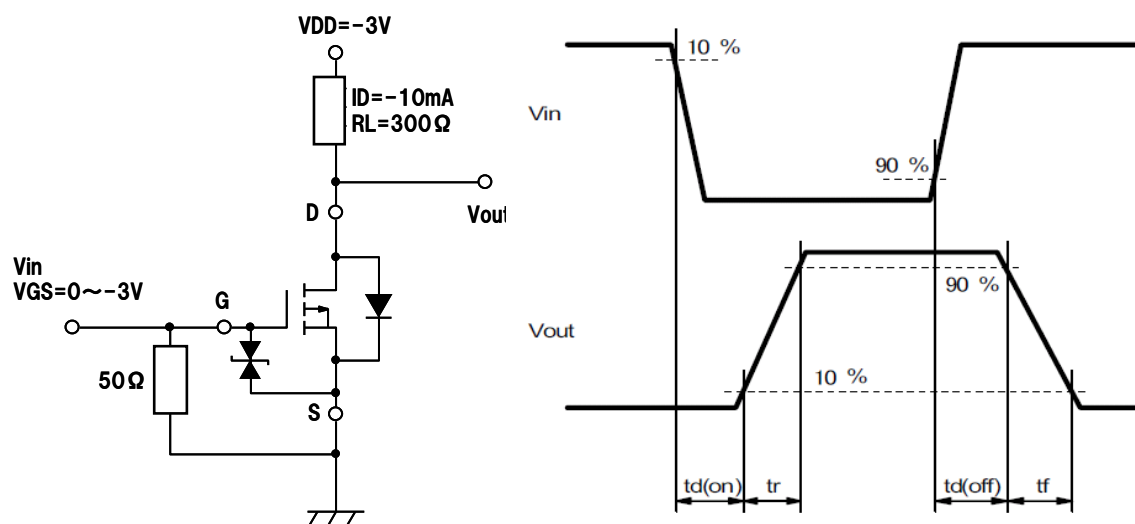 VDD=-3V
ID=-10mA
RL=300Ω
D
Vout
Vin
VGS=0～-3V
G
50Ω
S
10 %
Vin
90 %
90 %
Vout
10 %
td(on)
tr
td(off)
tf